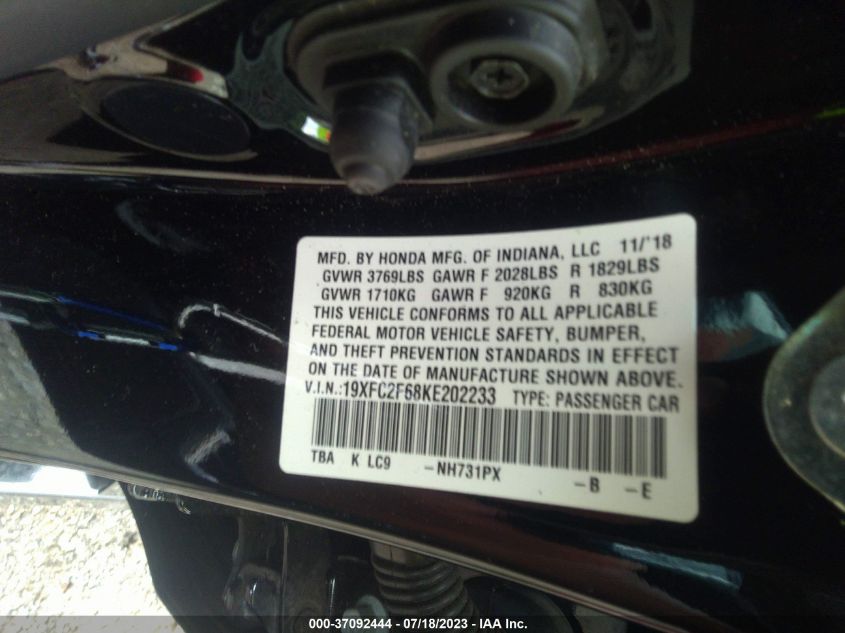 MFD. BY HONDA MFG. OF INDIANA, LLC 11/'18
GVWR 3769LBS GAWR F 2028LBS R 1829LBS
GVWR 1710KG GAWR F 920KG R 830KG
THIS VEHICLE CONFORMS TO ALL APPLICABLE
FEDERAL MOTOR VEHICLE SAFETY, BUMPER,
AND THEFT PREVENTION STANDARDS IN EFFECT
ON THE DATE OF MANUFACTURE SHOWN ABOVE.
V.I.N.:19XFC2F68KE202233 TYPE: PASSENGER CAR
TBA K LC9 -NH731PX -B -E
000-37092444 / 07/18/2023 - IAA Inc.